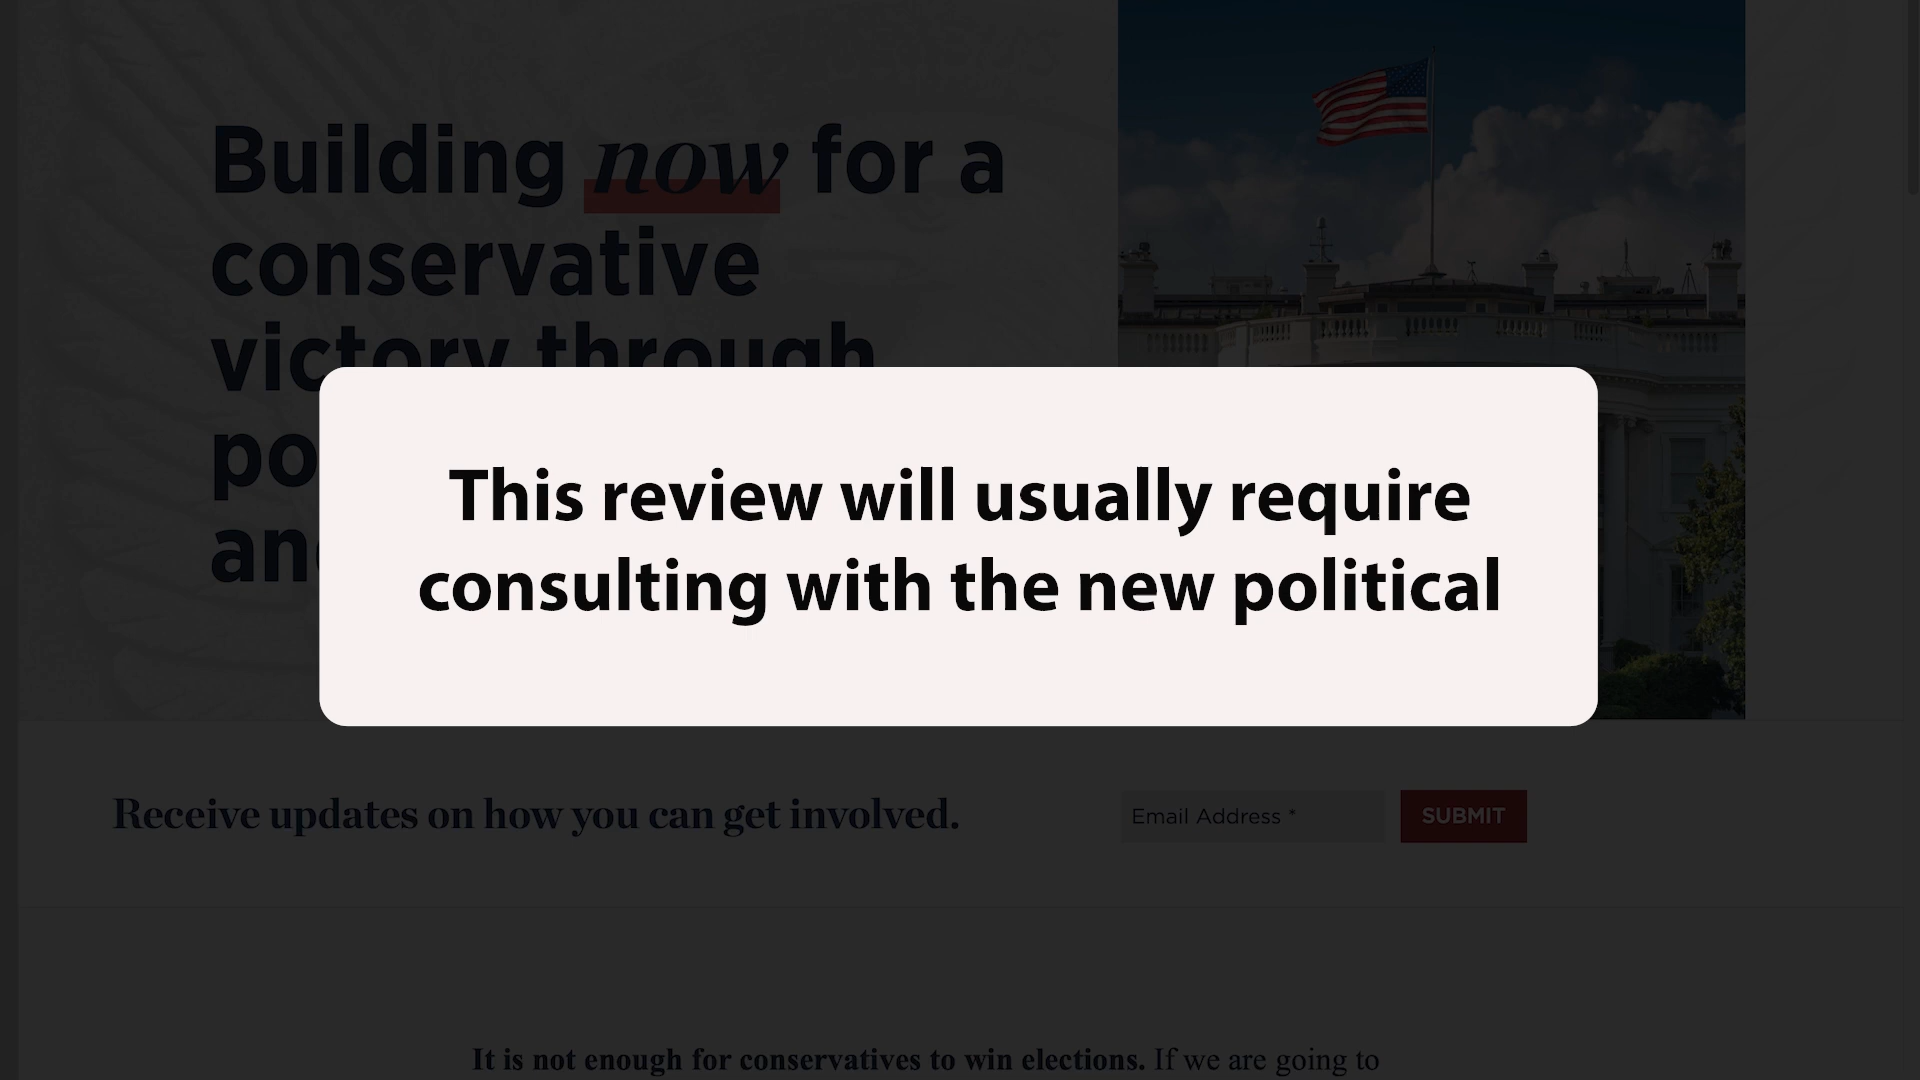 Building now for a
conservative
victory through
po
an
This review will usually require
consulting with the new political
Receive updates on how you can get involved.
Email Address *
SUBMIT
It is not enough for conservatives to win elections. If we are going to